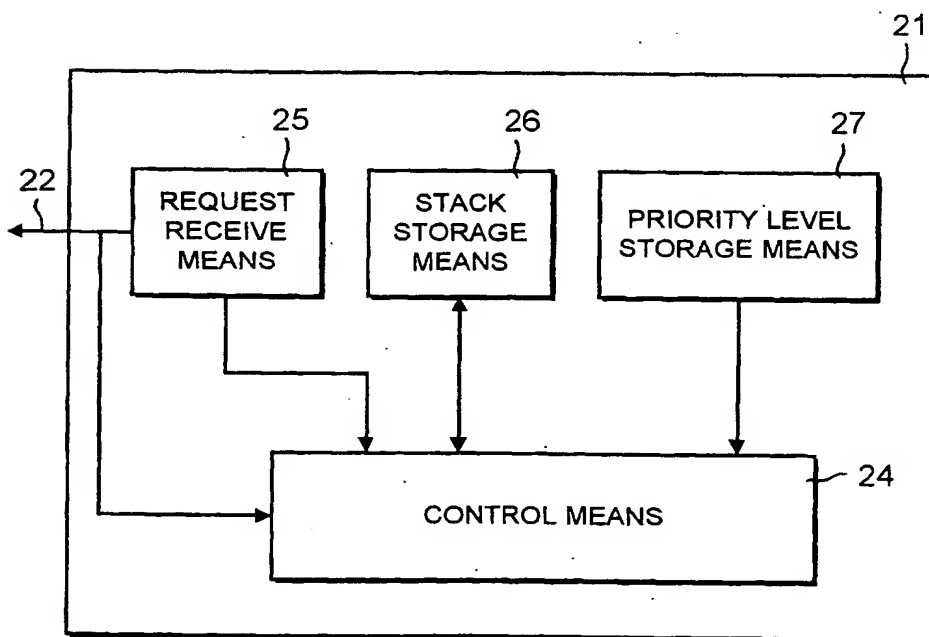 21
25
26
27
22
REQUEST
RECEIVE
MEANS
STACK
STORAGE
MEANS
PRIORITY LEVEL
STORAGE MEANS
24
CONTROL MEANS